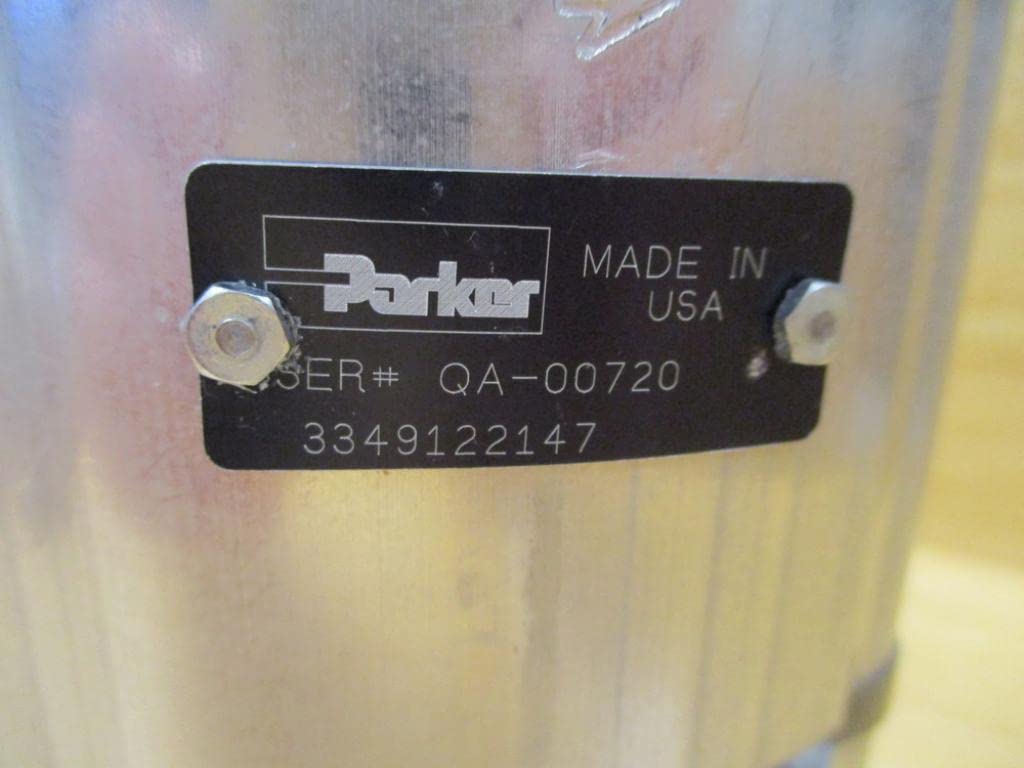 Parker
MADE IN
USA
SER# QA-00720
3349122147